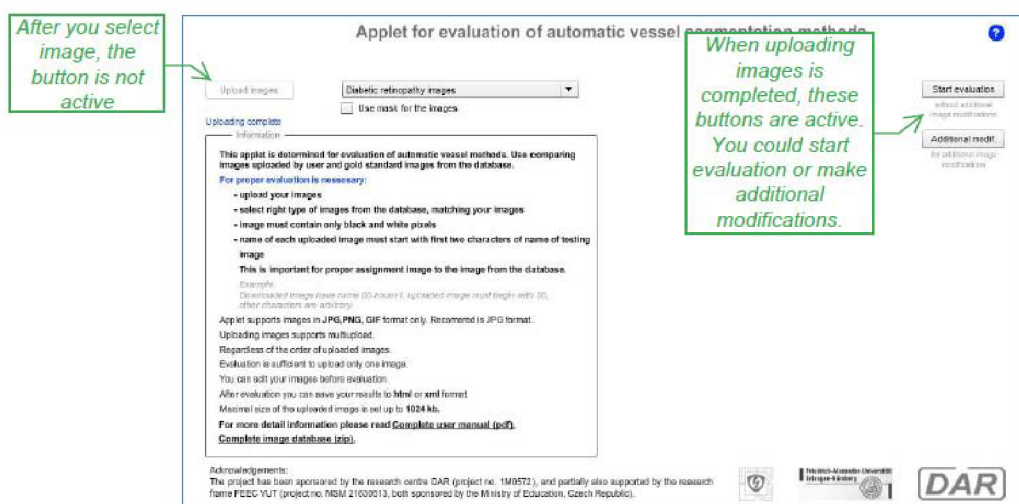 After you select
image, the
button is not
active
Applet for evaluation of automatic vessel segmentation methods
When uploading
images is
completed, these
buttons are active.
You could start
evaluation or make
additional
modifications.
Upload images
Diabetic retinopathy images
Use mask for the images
Start evaluation
without additional
image modifications
Additional modif.
for additional image
modifications
Uploading complete
Information
This applet is determined for evaluation of automatic vessel methods. Use comparing
images uploaded by user and gold standard images from the database.
For proper evaluation is nessesary:
- upload your images
- select right type of images from the database, matching your images
- image must contain only black and white pixels
- name of each uploaded image must start with first two characters of name of testing
image
This is important for proper assignment image to the image from the database.
Example:
Downloaded image have name 00-house1, uploaded image must begin with 00,
other characters are arbitrary
Applet supports images in JPG,PNG, GIF format only. Recomered is JPG format.
Uploading images supports multiupload.
Regardless of the order of uploaded images.
Evaluation is sufficient to upload only one image.
You can edit your images before evaluation.
After evaluation you can save your results to html or xml format
Maximal size of the uploaded image is set up to 1024 kb.
For more detail information please read Complete user manual (pdf),
Complete image database (zip).
Acknowledgements:
The project has been sponsored by the research centre DAR (project no. 1M0572), and partially also supported by the research
frame FEEC VUT (project no. MSM 21630513, both sponsored by the Ministry of Education, Czech Republic).
Friedrich-Alexander-Universität
Erlangen-Nürnberg
DAR